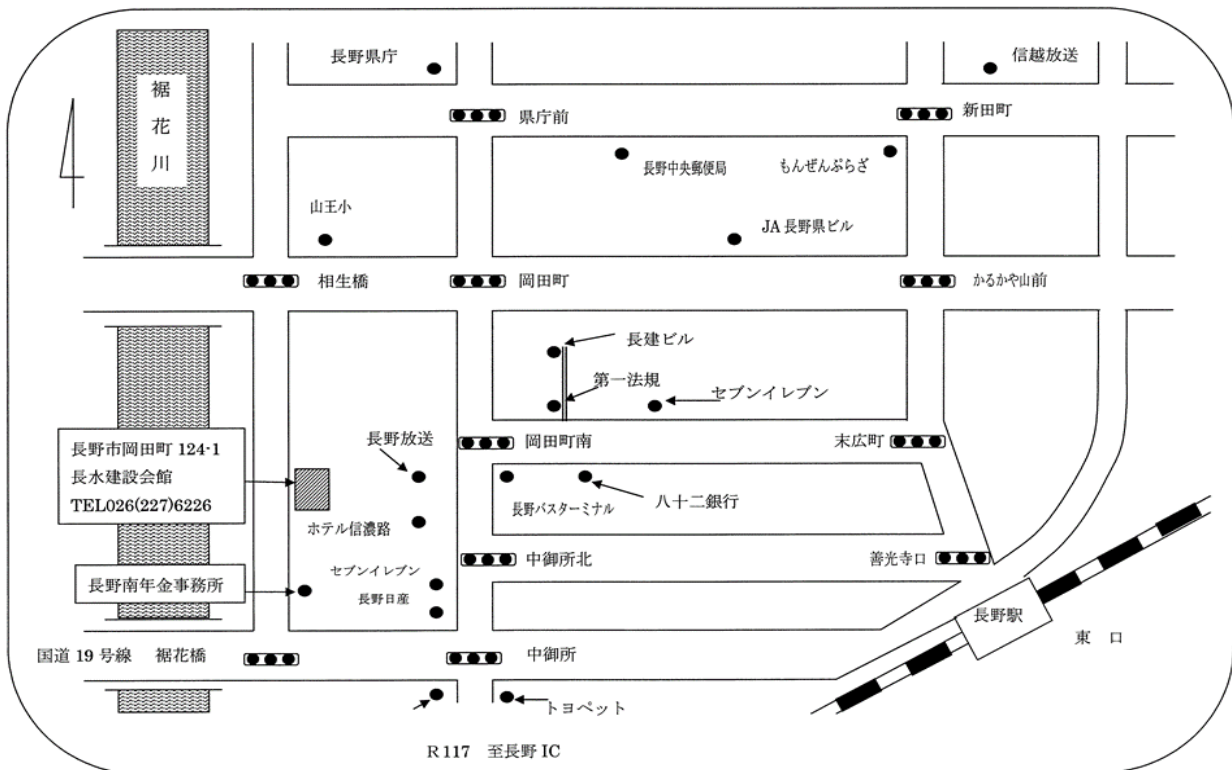 長野県庁
信越放送
裾花川
県庁前
新田町
長野中央郵便局
もんぜんぷらざ
山王小
JA長野県ビル
相生橋
岡田町
かるかや山前
長建ビル
第一法規
セブンイレブン
長野市岡田町 124-1
長水建設会館
TEL026(227)6226
長野放送
岡田町南
末広町
ホテル信濃路
長野バスターミナル
八十二銀行
中御所北
善光寺口
長野南年金事務所
セブンイレブン
長野日産
長野駅
東 口
国道 19 号線 裾花橋
中御所
トヨペット
R117 至長野 IC